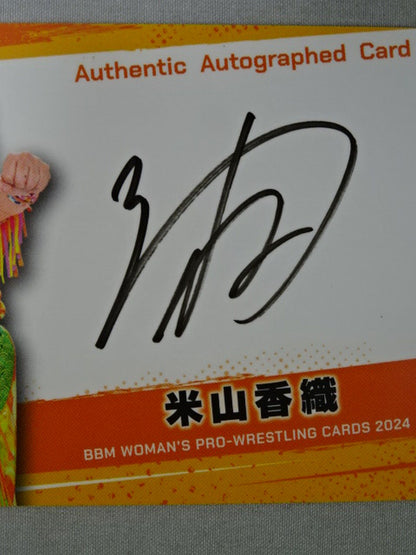 Authentic Autographed Card
米山香織
BBM WOMAN'S PRO-WRESTLING CARDS 2024